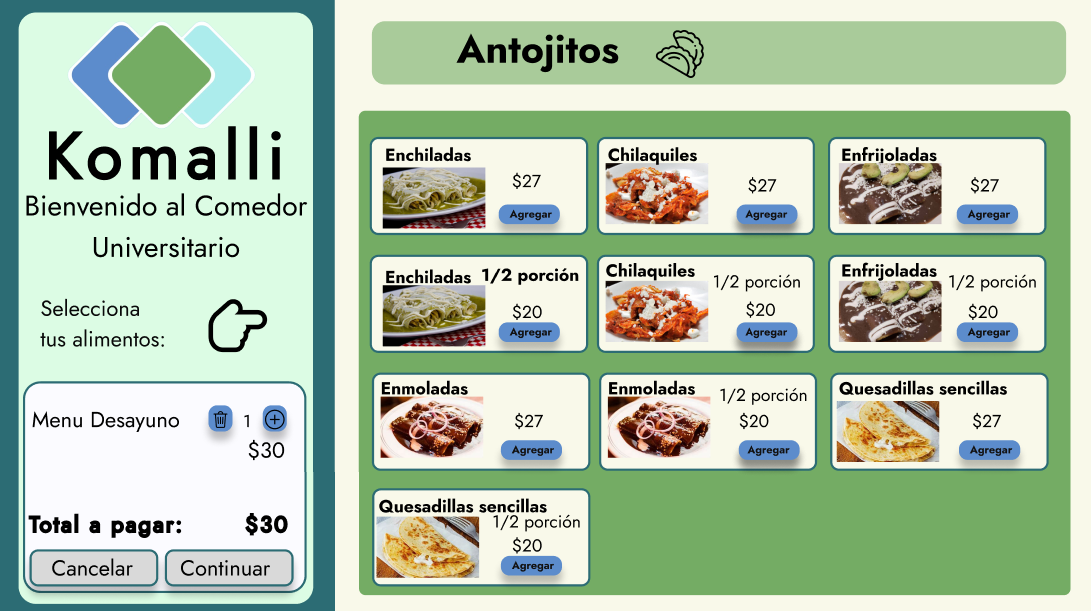 Komalli
Bienvenido al Comedor
Universitario
Selecciona
tus alimentos:
Menu Desayuno 1
$30
Total a pagar: $30
Cancelar Continuar
Antojitos
Enchiladas
$27
Agregar
Chilaquiles
$27
Agregar
Enfrijoladas
$27
Agregar
Enchiladas 1/2 porción
$20
Agregar
Chilaquiles
1/2 porción
$20
Agregar
Enfrijoladas
1/2 porción
$20
Agregar
Enmoladas
$27
Agregar
Enmoladas
1/2 porción
$20
Agregar
Quesadillas sencillas
$27
Agregar
Quesadillas sencillas
1/2 porción
$20
Agregar